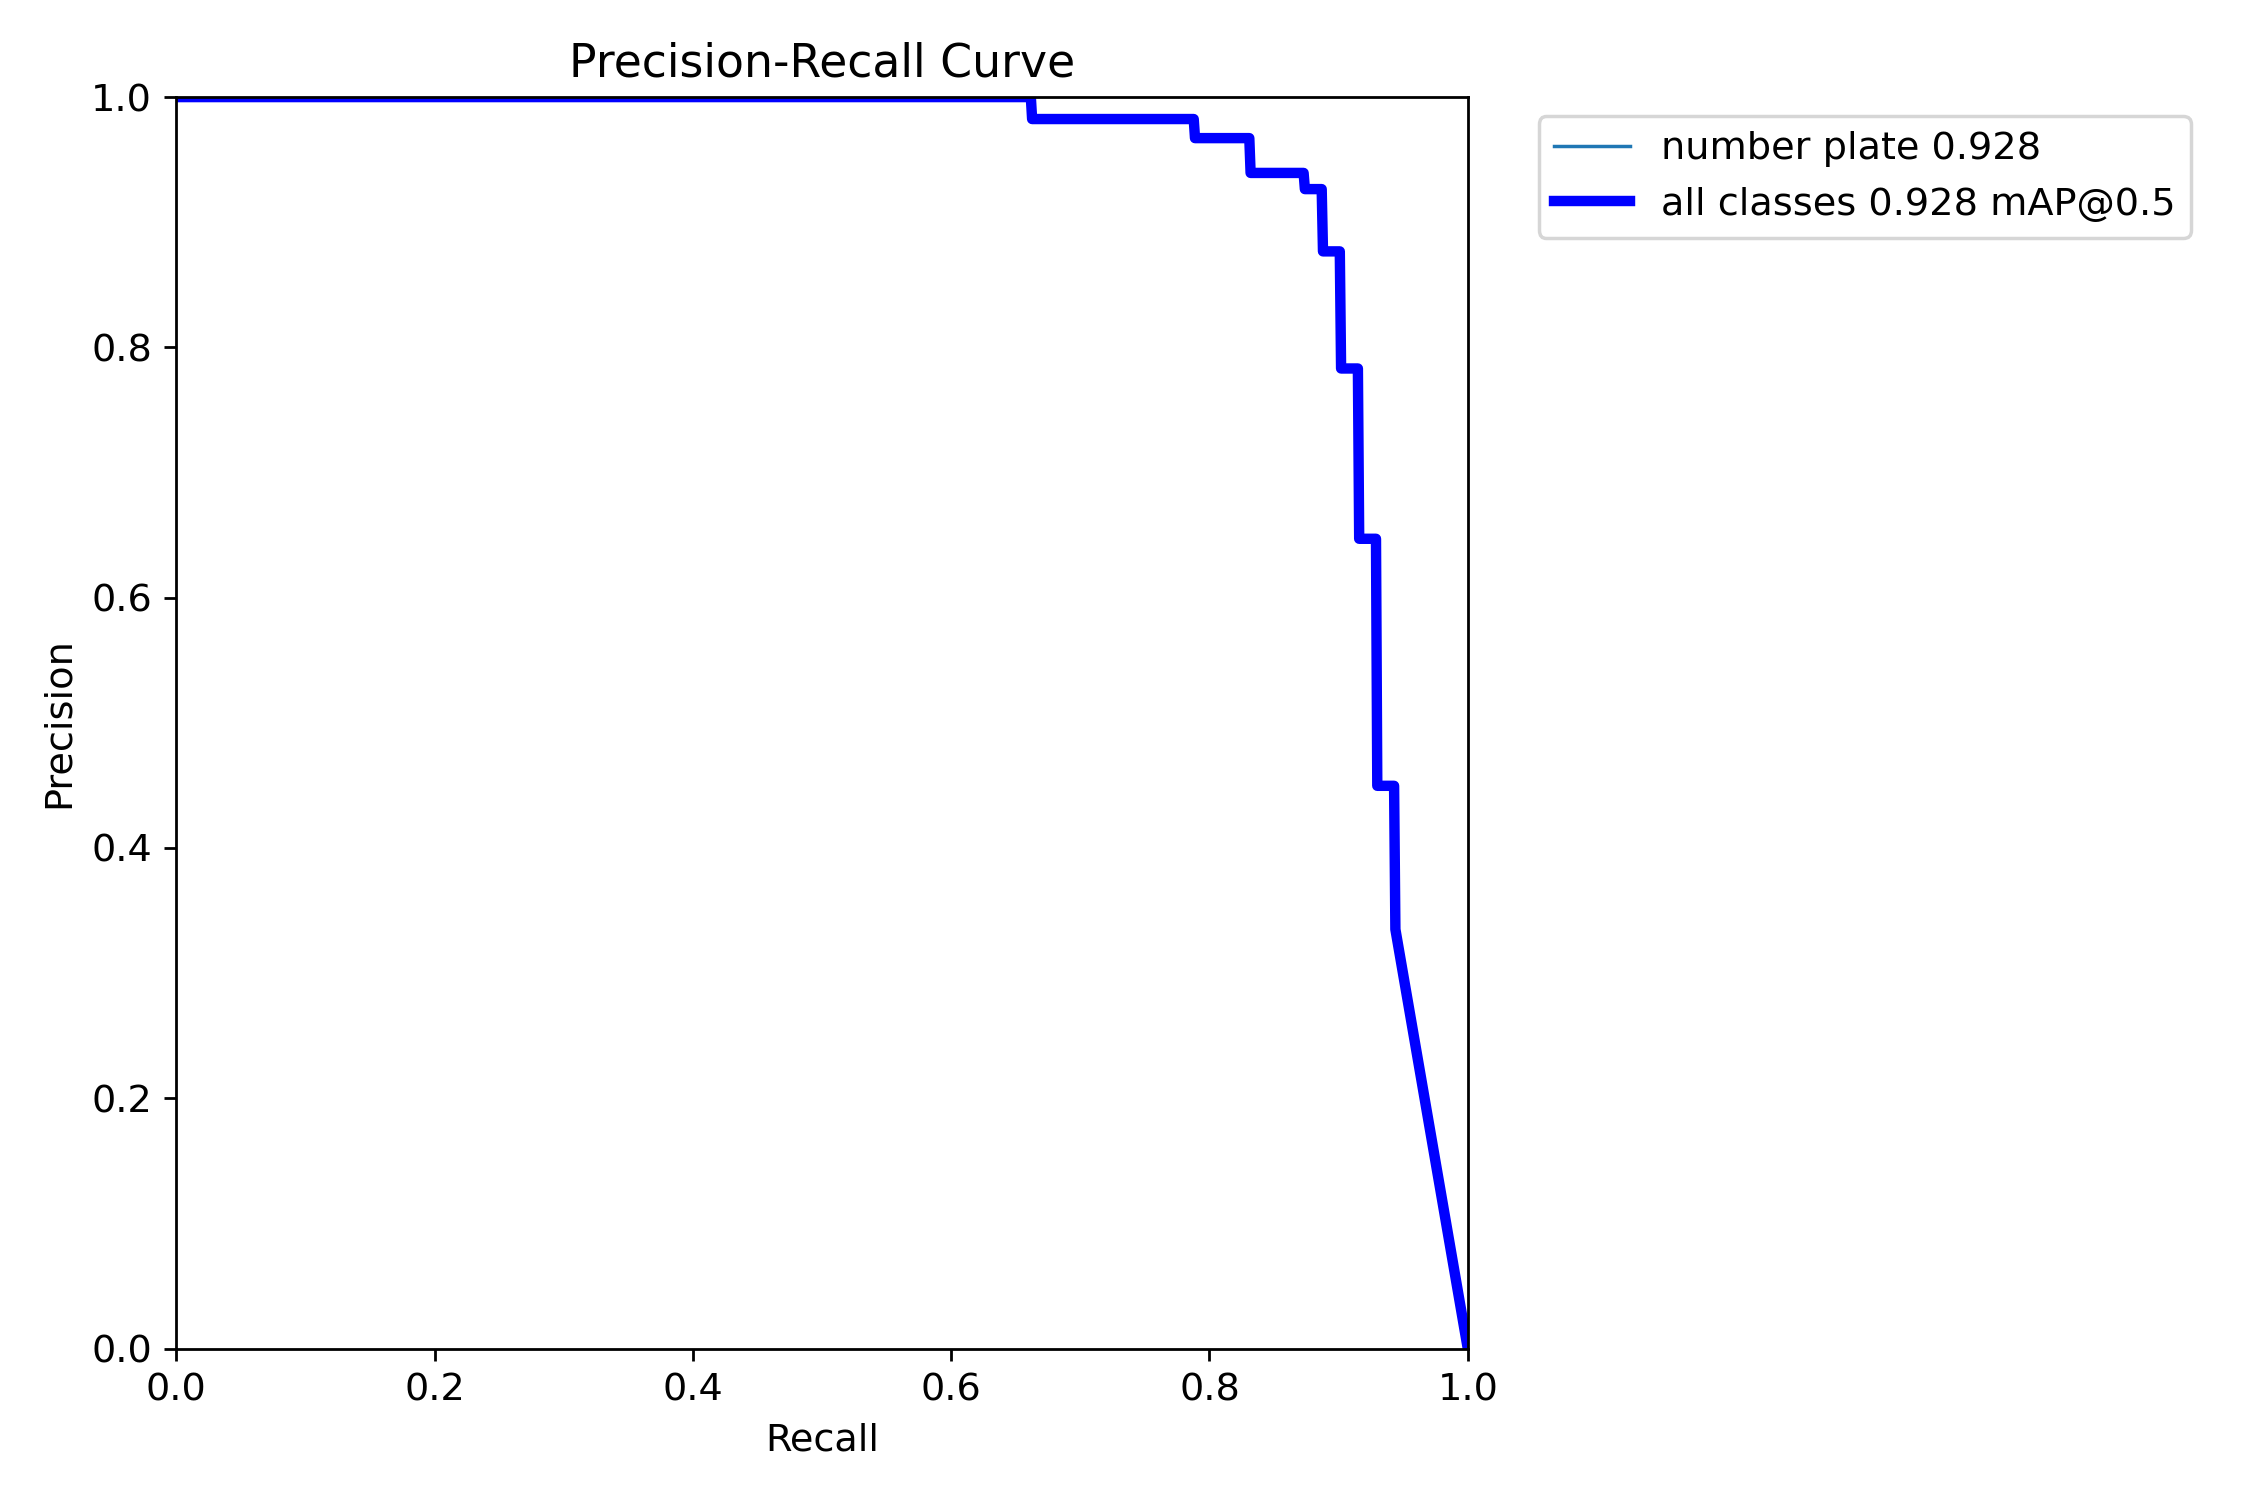 Precision-Recall Curve
number plate 0.928
all classes 0.928 mAP@0.5
Precision
1.0
0.8
0.6
0.4
0.2
0.0
0.0 0.2 0.4 0.6 0.8 1.0
Recall